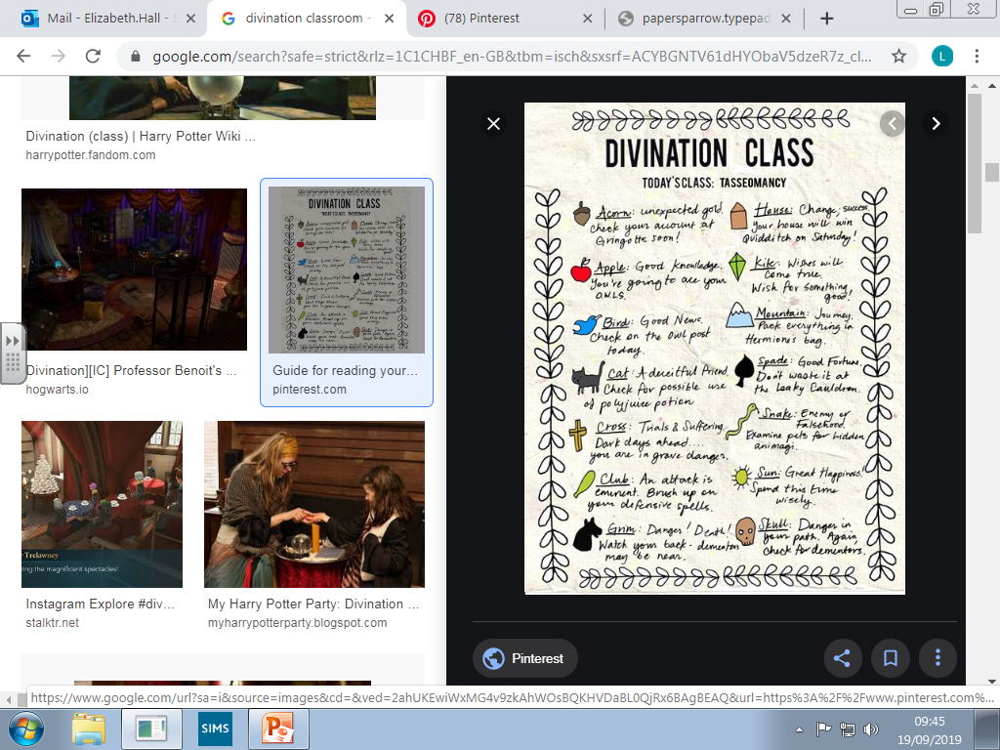 Mail - Elizabeth.Hall - S
divination classroom -
(78) Pinterest
papersparrow.typepad
google.com/search?safe=strict&rlz=1C1CHBF_en-GB&tbm=isch&sxsrf=ACYBGNTV61dHYObaV5dzeR7z_cl...
L
Divination (class) | Harry Potter Wiki ...
harrypotter.fandom.com
Divination][IC] Professor Benoit's ...
hogwarts.io
DIVINATION CLASS
TODAY'S CLASS: TASSEOMANCY
Guide for reading your...
pinterest.com
Trelawney
ring the magnificent spectacles!
Instagram Explore #div...
stalktr.net
My Harry Potter Party: Divination ...
myharrypotterparty.blogspot.com
DIVINATION CLASS
TODAY'S CLASS: TASSEOMANCY
Acorn: unexpected gold.
Check your account at
Gringotts soon!
Apple: Good knowledge.
You're going to ace your
O.W.L.s.
Bird: Good News.
Check on the owl post
today.
Cat: A deceitful friend.
Check for possible use
of polyjuice potion
Cross: Trials & Suffering.
Dark days ahead....
you are in grave danger.
Club: An attack is
eminent. Brush up on
your defensive spells.
Grim: Danger! Death!
Watch your back - dementors
may be near.
House: Change, success.
Your house will win
Quidditch on Saturday!
Kite: Wishes will
come true.
Wish for something
good!
Mountain: Journey.
Pack everything in
Hermione's bag.
Spade: Good Fortune.
Don't waste it at
the Leaky Cauldron.
Snake: Enemy or
falsehood.
Examine pets for hidden
animagi.
Sun: Great Happiness!
Spend this time
wisely.
Skull: Danger in
your path. Again,
check for dementors.
Pinterest
https://www.google.com/url?sa=i&source=images&cd=&ved=2ahUKEwiWxMG4v9zkAhWOsBQKHVDaBL0QjRx6BAgBEAQ&url=https%3A%2F%2Fwww.pinterest.com%...
SIMS
09:45
19/09/2019